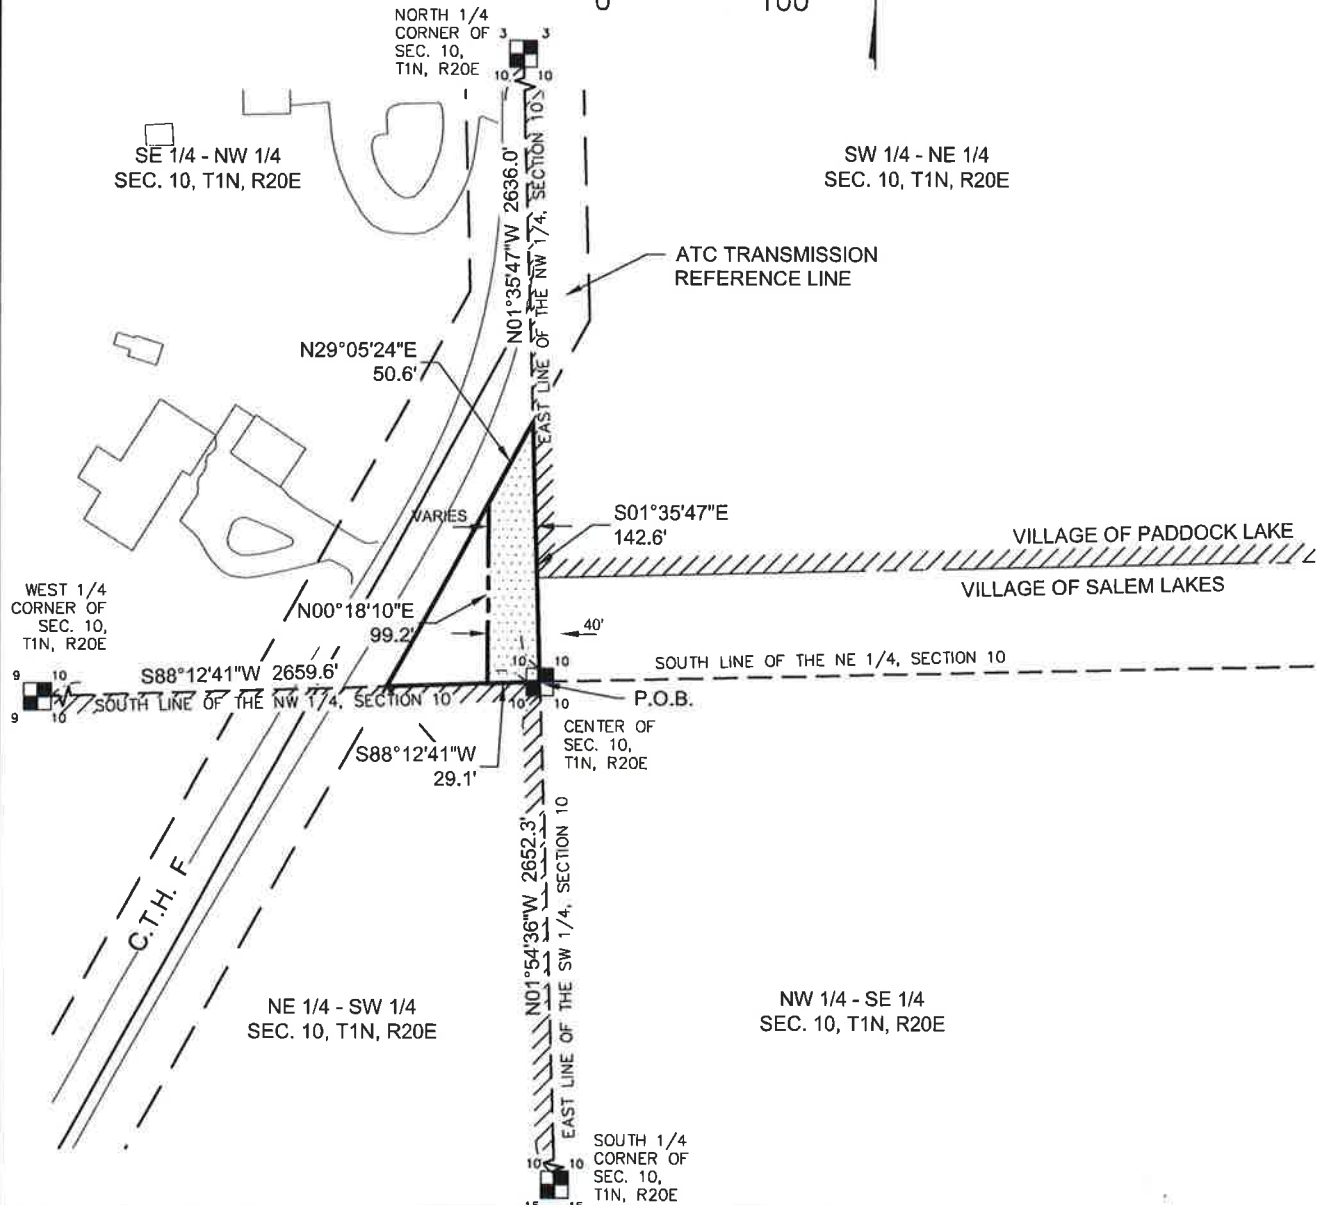 0 100
NORTH 1/4
CORNER OF
SEC. 10,
T1N, R20E
3 3
10 10
SE 1/4 - NW 1/4
SEC. 10, T1N, R20E
SW 1/4 - NE 1/4
SEC. 10, T1N, R20E
N01°35'47"W 2636.0'
EAST LINE OF THE NW 1/4, SECTION 10
ATC TRANSMISSION
REFERENCE LINE
N29°05'24"E
50.6'
VARIES
S01°35'47"E
142.6'
VILLAGE OF PADDOCK LAKE
VILLAGE OF SALEM LAKES
WEST 1/4
CORNER OF
SEC. 10,
T1N, R20E
9 10
9 10
N00°18'10"E
99.2'
40'
S88°12'41"W 2659.6'
SOUTH LINE OF THE NW 1/4, SECTION 10
10 10
10 10
SOUTH LINE OF THE NE 1/4, SECTION 10
P.O.B.
CENTER OF
SEC. 10,
T1N, R20E
S88°12'41"W
29.1'
C.T.H. F
N01°54'36"W 2652.3'
EAST LINE OF THE SW 1/4, SECTION 10
NE 1/4 - SW 1/4
SEC. 10, T1N, R20E
NW 1/4 - SE 1/4
SEC. 10, T1N, R20E
10 10
15 15
SOUTH 1/4
CORNER OF
SEC. 10,
T1N, R20E